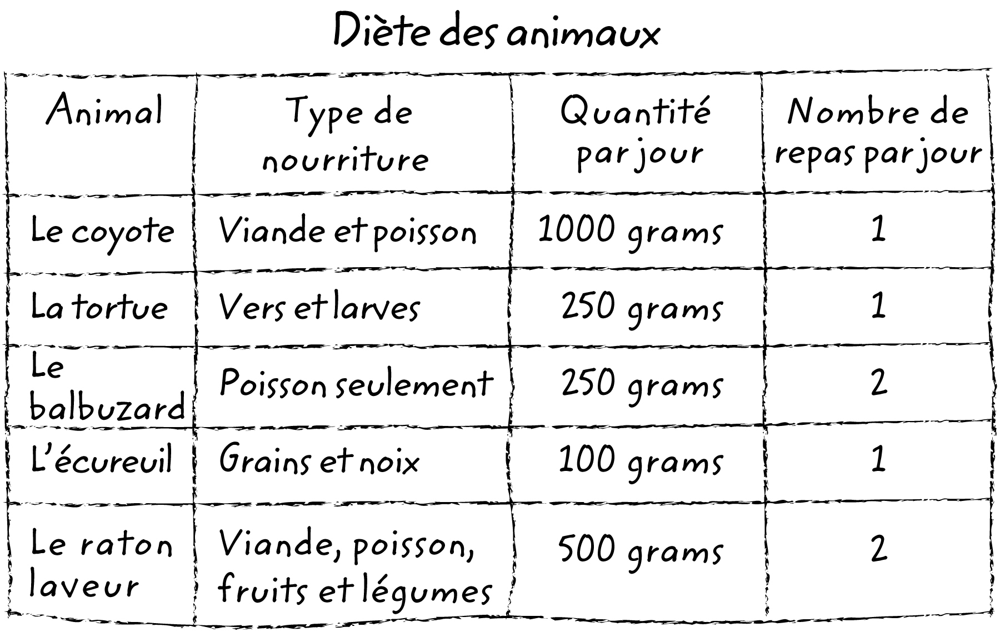 Diète des animaux
Animal
Type de
nourriture
Quantité
par jour
Nombre de
repas par jour
Le coyote
Viande et poisson
1000 grams
1
La tortue
Vers et larves
250 grams
1
Le
balbuzard
Poisson seulement
250 grams
2
L'écureuil
Grains et noix
100 grams
1
Le raton
laveur
Viande, poisson,
fruits et légumes
500 grams
2